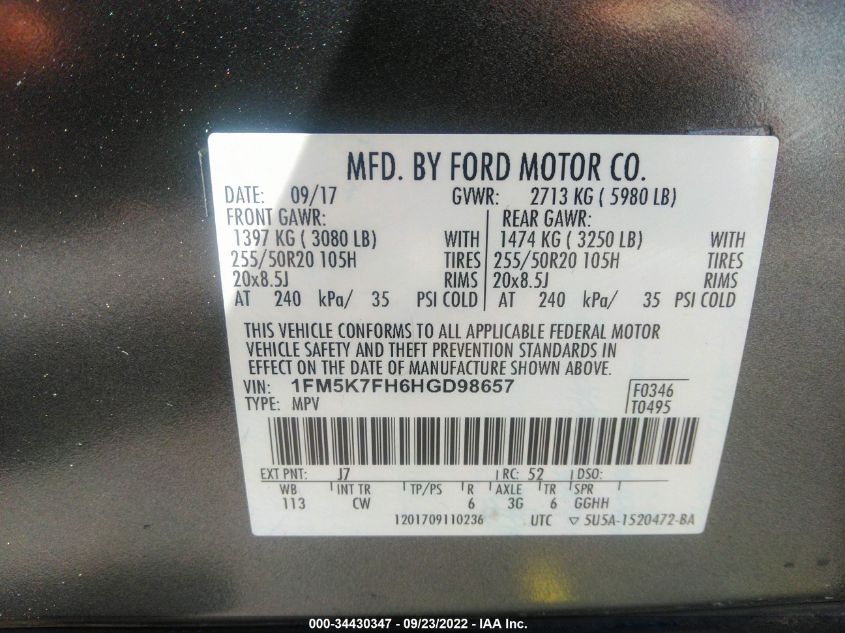 MFD. BY FORD MOTOR CO.
DATE: 09/17 GVWR: 2713 KG ( 5980 LB)
FRONT GAWR: REAR GAWR:
1397 KG ( 3080 LB) WITH 1474 KG ( 3250 LB) WITH
255/50R20 105H TIRES 255/50R20 105H TIRES
20x8.5J RIMS 20x8.5J RIMS
AT 240 kPa/ 35 PSI COLD AT 240 kPa/ 35 PSI COLD
THIS VEHICLE CONFORMS TO ALL APPLICABLE FEDERAL MOTOR
VEHICLE SAFETY AND THEFT PREVENTION STANDARDS IN
EFFECT ON THE DATE OF MANUFACTURE SHOWN ABOVE.
VIN: 1FM5K7FH6HGD98657 F0346
TYPE: MPV T0495
EXT PNT: J7 RC: 52 DSO:
WB INT TR TP/PS R AXLE TR SPR
113 CW 6 3G 6 GGHH
1201709110236 UTC ▽ 5U5A-1520472-BA
000-34430347 - 09/23/2022 - IAA Inc.